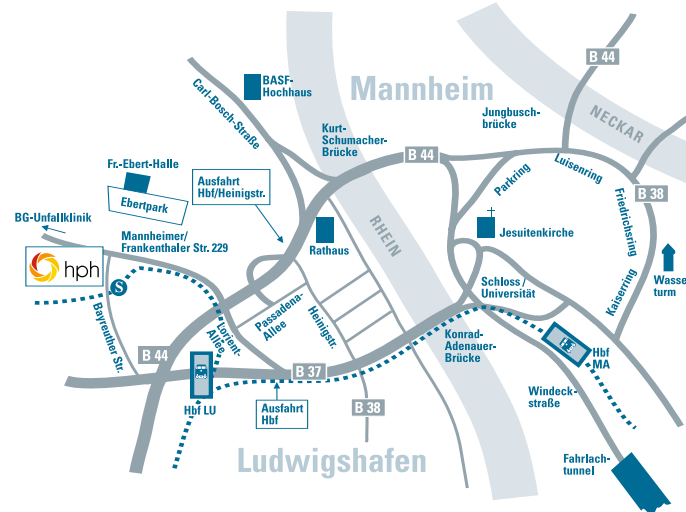 B 44
BASF-
Hochhaus
Mannheim
Carl-Bosch-Straße
Jungbusch-
brücke
NECKAR
Kurt-
Schumacher-
Brücke
B 44
Luisenring
Parkring
Fr.-Ebert-Halle
Ebertpark
Ausfahrt
Hbf/Heinigstr.
B 38
Friedrichsring
BG-Unfallklinik
Mannheimer/
Frankenthaler Str. 229
RHEIN
Rathaus
Jesuitenkirche
hph
S
Wasser
turm
Schloss/
Universität
Kaiserring
Bayreuther Str.
Lorient-
Allee
Passadena-
Allee
Heinigstr.
Konrad-
Adenauer-
Brücke
Hbf
MA
B 44
B 37
Hbf LU
Ausfahrt
Hbf
B 38
Windeck-
straße
Ludwigshafen
Fahrlach-
tunnel